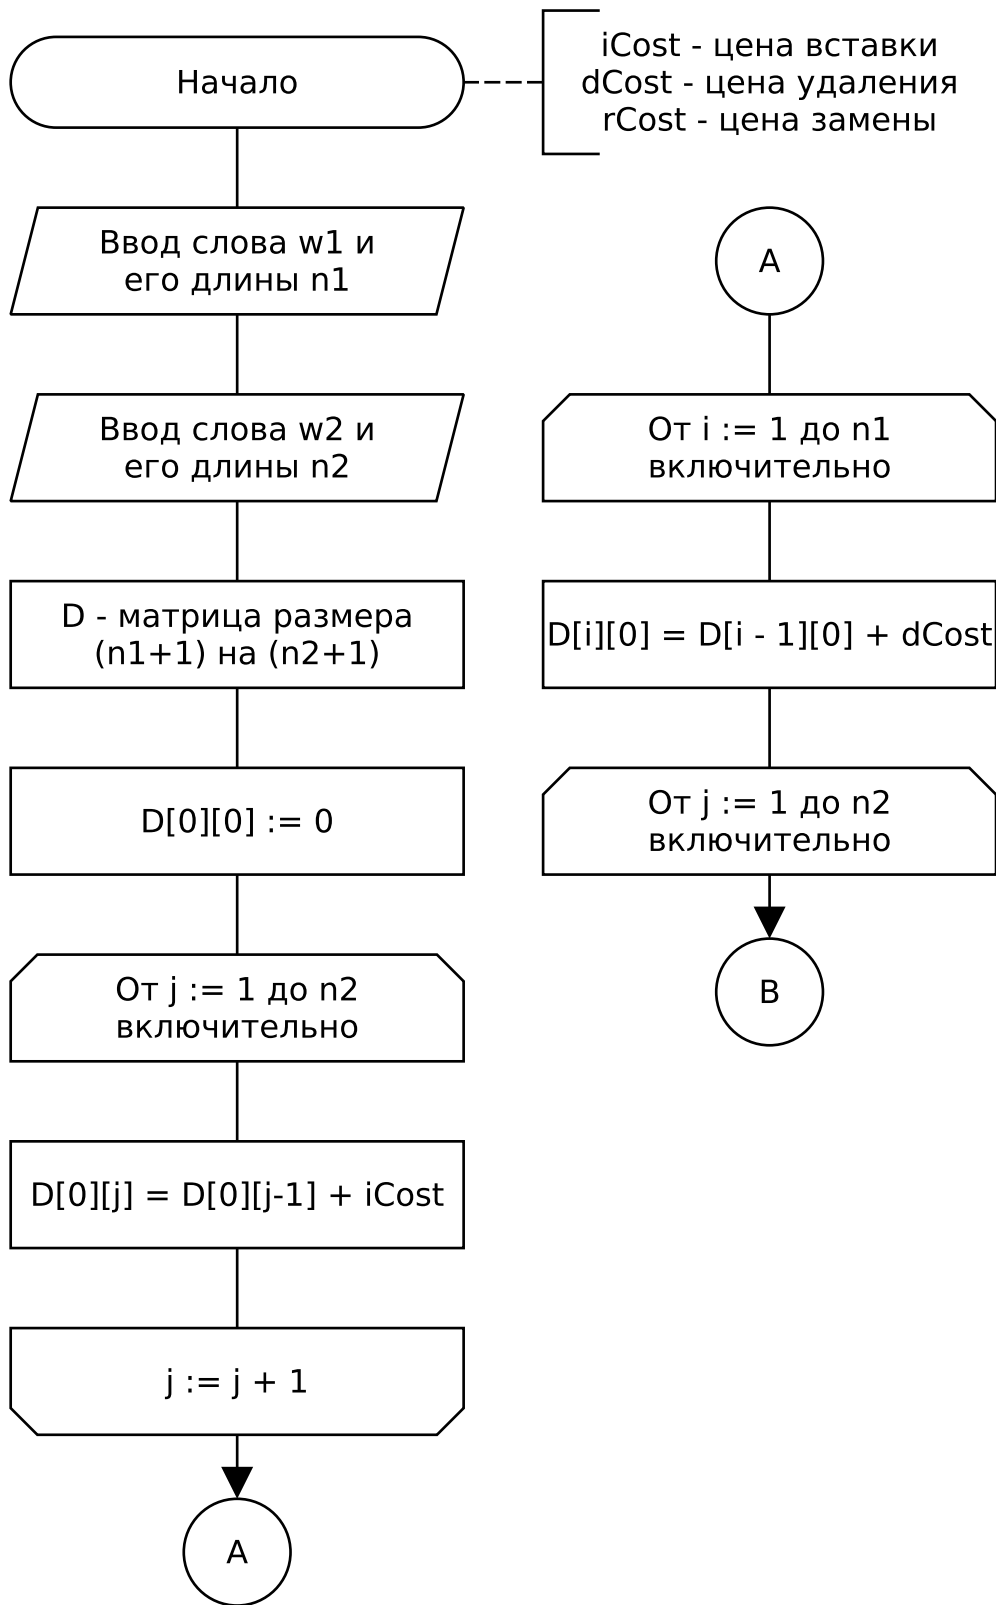 Начало
iCost - цена вставки
dCost - цена удаления
rCost - цена замены
Ввод слова w1 и
его длины n1
Ввод слова w2 и
его длины n2
D - матрица размера
(n1+1) на (n2+1)
D[0][0] := 0
От j := 1 до n2
включительно
D[0][j] = D[0][j-1] + iCost
j := j + 1
A
A
От i := 1 до n1
включительно
D[i][0] = D[i - 1][0] + dCost
От j := 1 до n2
включительно
B